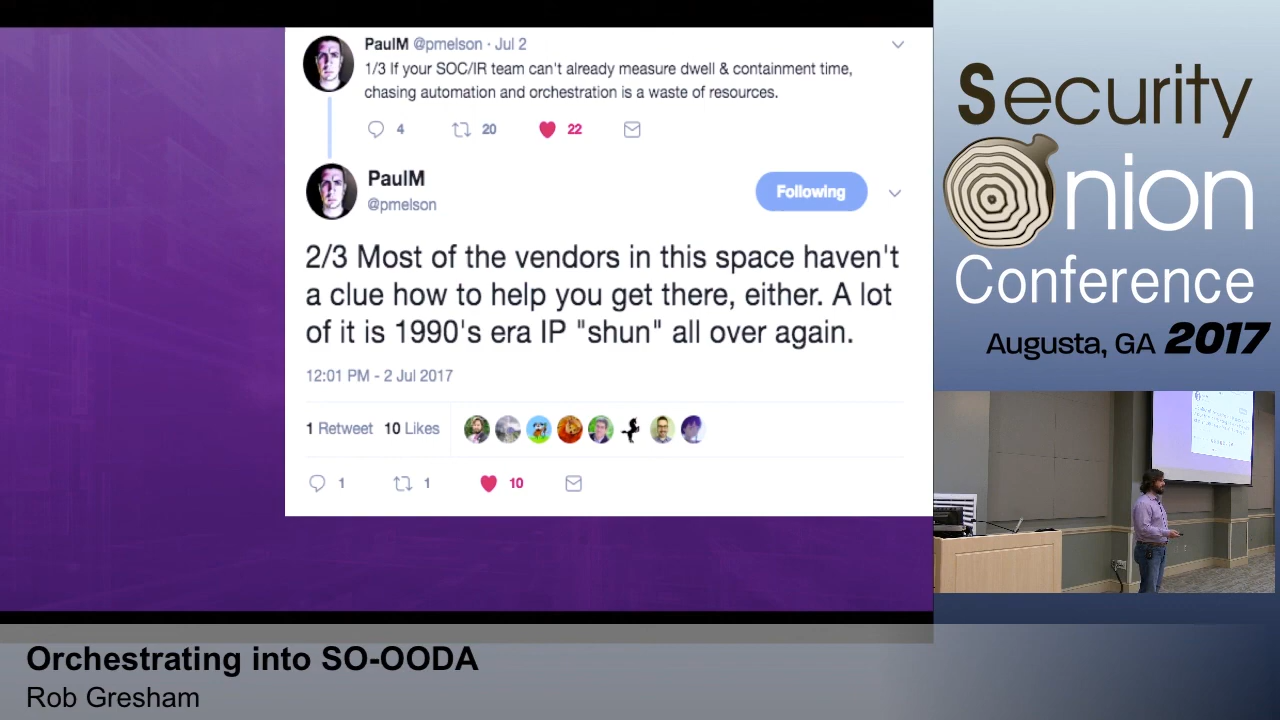 PaulM @pmelson · Jul 2
1/3 If your SOC/IR team can't already measure dwell & containment time,
chasing automation and orchestration is a waste of resources.
4 20 22
PaulM
@pmelson
Following
2/3 Most of the vendors in this space haven't
a clue how to help you get there, either. A lot
of it is 1990's era IP "shun" all over again.
12:01 PM - 2 Jul 2017
1 Retweet 10 Likes
1 1 10
Security
Onion
Conference
Augusta, GA 2017
Orchestrating into SO-OODA
Rob Gresham